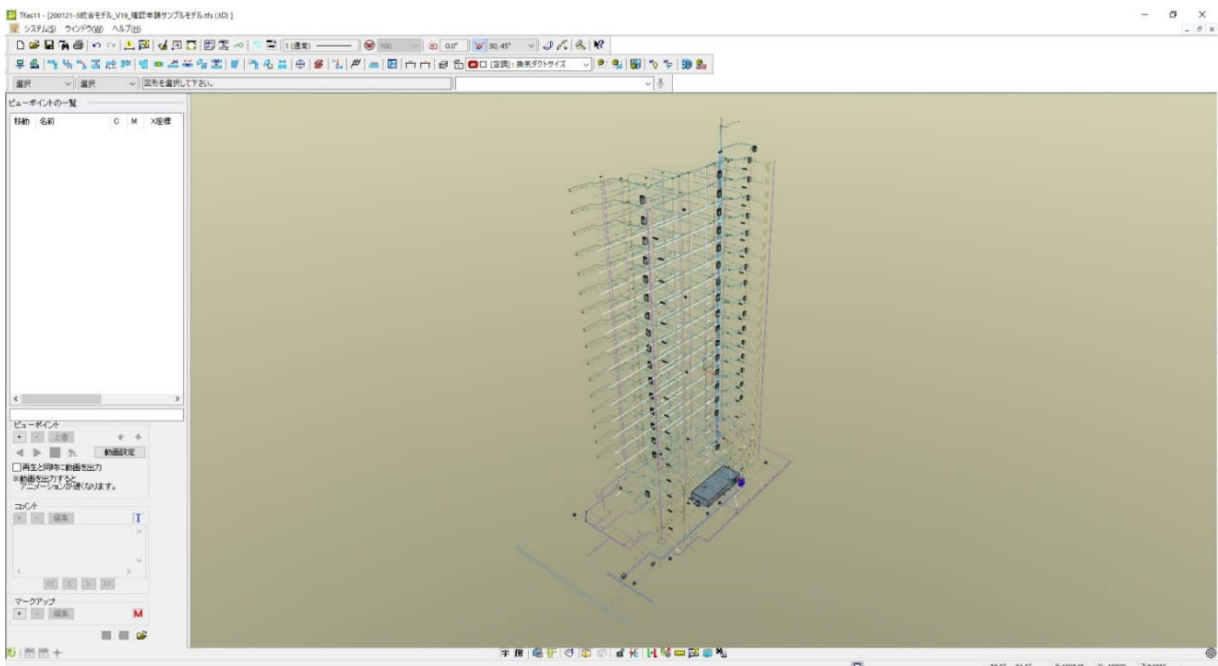 Tfas11 - [200121-3統合モデル_V19_確認申請サンプルモデル.tfs (3D) ]
システム(S) ウィンドウ(W) ヘルプ(H)
1(通常) 100 0.0° 30, 45°
[空調] : 換気ダクトサイズ
選択 選択 図形を選択して下さい。
ビューポイントの一覧
移動 名前 C M X座標
ビューポイント
+ - 上書
動画設定
再生と同時に動画を出力
※動画を出力すると
アニメーションが遅くなります。
コメント
+ - 編集 I
<< < > >>
マークアップ
+ - 編集 M